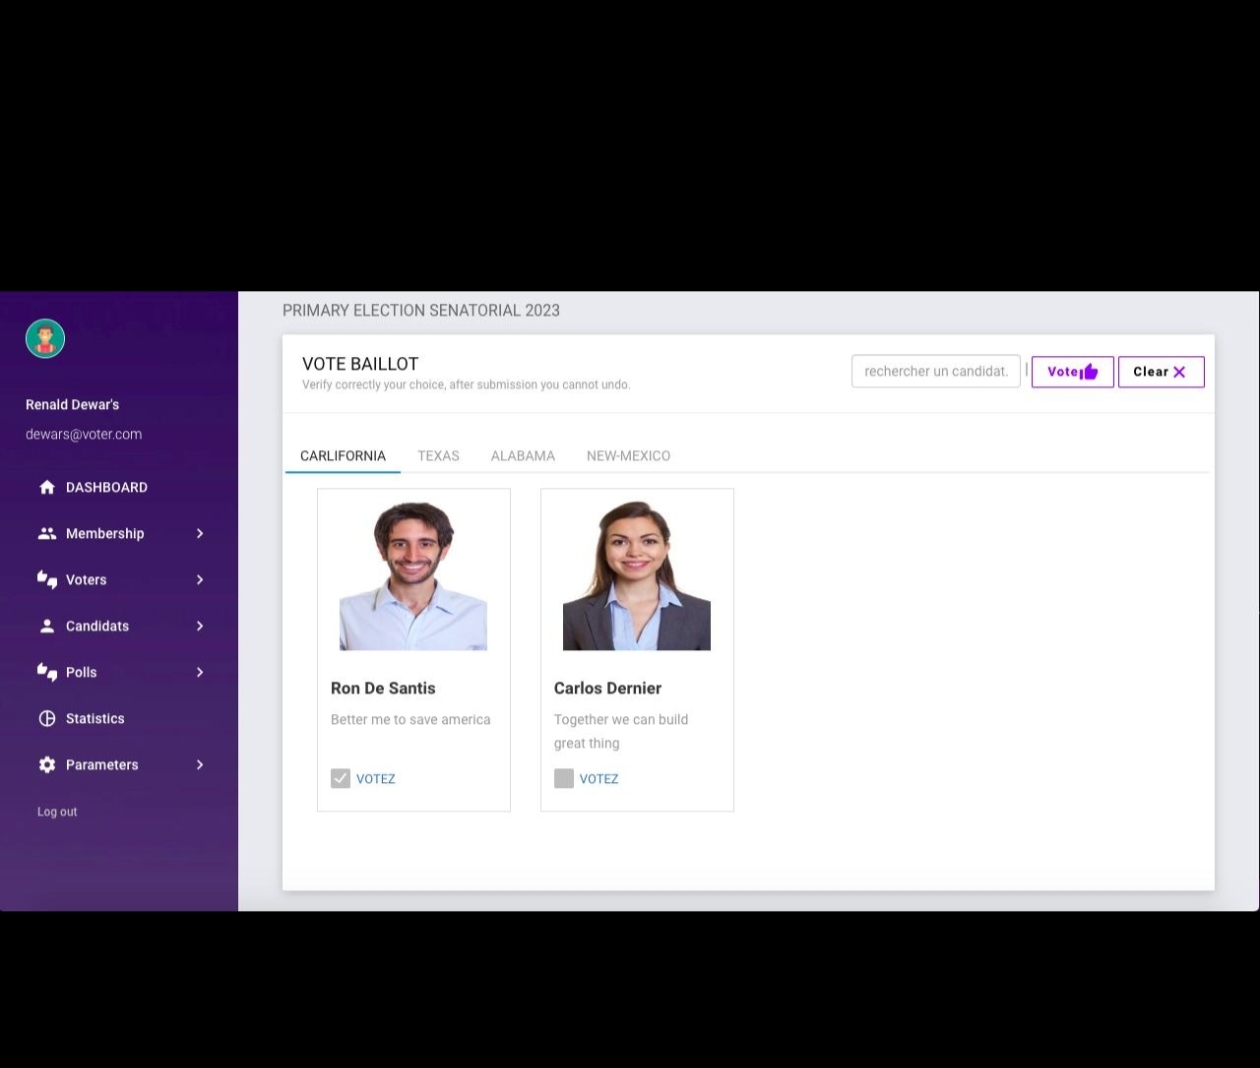 PRIMARY ELECTION SENATORIAL 2023
Renald Dewar's
dewars@voter.com
DASHBOARD
Membership
Voters
Candidats
Polls
Statistics
Parameters
Log out
VOTE BAILLOT
Verify correctly your choice, after submission you cannot undo.
rechercher un candidat. | Vote Clear
CARLIFORNIA TEXAS ALABAMA NEW-MEXICO
Ron De Santis
Better me to save america
VOTEZ
Carlos Dernier
Together we can build
great thing
VOTEZ